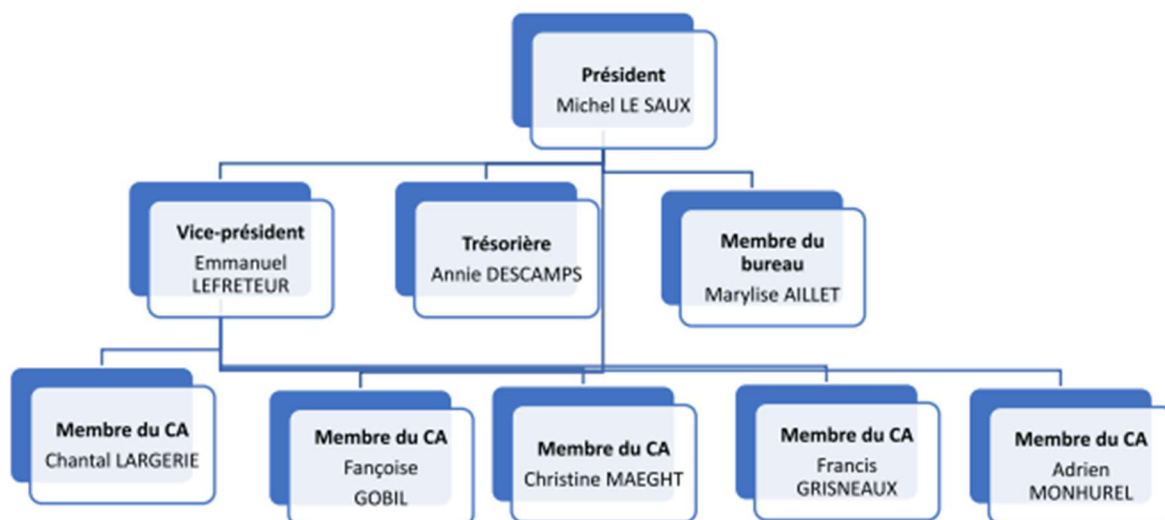 Président
Michel LE SAUX
Vice-président
Emmanuel
LEFRETEUR
Trésorière
Annie DESCAMPS
Membre du
bureau
Marylise AILLET
Membre du CA
Chantal LARGERIE
Membre du CA
Fançoise
GOBIL
Membre du CA
Christine MAEGHT
Membre du CA
Francis
GRISNEAUX
Membre du CA
Adrien
MONHUREL